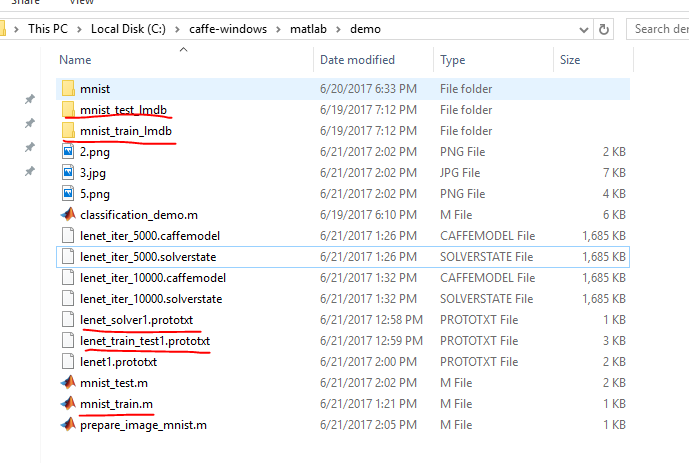 This PC > Local Disk (C:) > caffe-windows > matlab > demo
Search der
Name Date modified Type Size
mnist 6/20/2017 6:33 PM File folder
mnist_test_lmdb 6/19/2017 7:12 PM File folder
mnist_train_lmdb 6/19/2017 7:12 PM File folder
2.png 6/21/2017 2:02 PM PNG File 2 KB
3.jpg 6/21/2017 2:02 PM JPG File 7 KB
5.png 6/21/2017 2:02 PM PNG File 4 KB
classification_demo.m 6/19/2017 6:10 PM M File 6 KB
lenet_iter_5000.caffemodel 6/21/2017 1:26 PM CAFFEMODEL File 1,685 KB
lenet_iter_5000.solverstate 6/21/2017 1:26 PM SOLVERSTATE File 1,685 KB
lenet_iter_10000.caffemodel 6/21/2017 1:32 PM CAFFEMODEL File 1,685 KB
lenet_iter_10000.solverstate 6/21/2017 1:32 PM SOLVERSTATE File 1,685 KB
lenet_solver1.prototxt 6/21/2017 12:58 PM PROTOTXT File 1 KB
lenet_train_test1.prototxt 6/21/2017 12:59 PM PROTOTXT File 3 KB
lenet1.prototxt 6/21/2017 2:00 PM PROTOTXT File 2 KB
mnist_test.m 6/21/2017 2:02 PM M File 2 KB
mnist_train.m 6/21/2017 1:21 PM M File 1 KB
prepare_image_mnist.m 6/21/2017 2:05 PM M File 1 KB